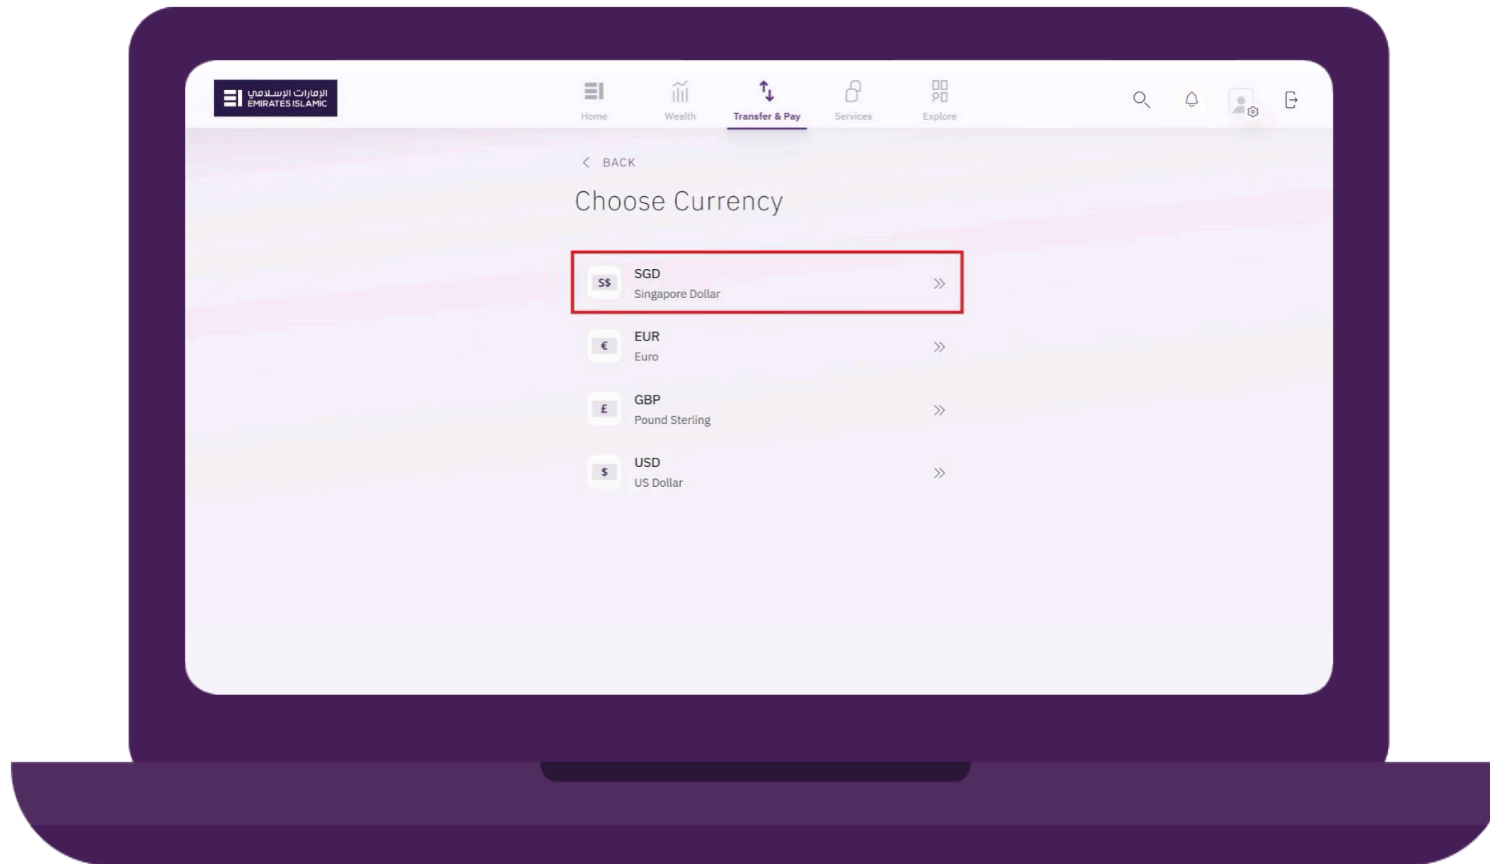 الإمارات الإسلامي
EMIRATES ISLAMIC
Home
Wealth
Transfer & Pay
Services
Explore
BACK
Choose Currency
S$
SGD
Singapore Dollar
€
EUR
Euro
£
GBP
Pound Sterling
$
USD
US Dollar